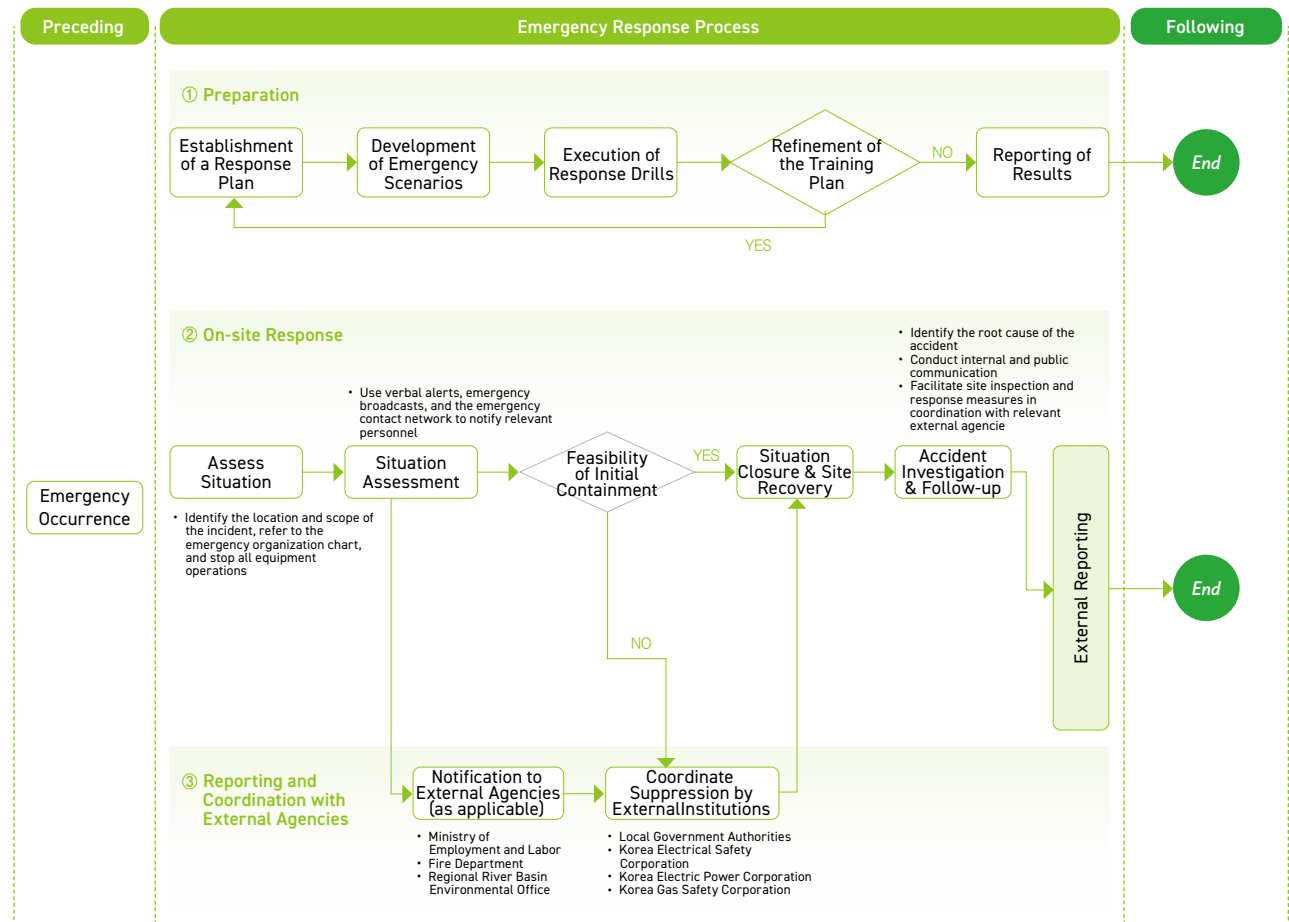 Preceding
Emergency Response Process
Following
① Preparation
Establishment
of a Response
Plan
Development
of Emergency
Scenarios
Execution of
Response Drills
Refinement of
the Training
Plan
NO
Reporting of
Results
End
YES
② On-site Response
• Use verbal alerts, emergency
broadcasts, and the emergency
contact network to notify relevant
personnel
• Identify the root cause of the
accident
• Conduct internal and public
communication
• Facilitate site inspection and
response measures in
coordination with relevant
external agencie
Emergency
Occurrence
Assess
Situation
• Identify the location and scope of
the incident, refer to the
emergency organization chart,
and stop all equipment
operations
Situation
Assessment
Feasibility
of Initial
Containment
YES
NO
Situation
Closure & Site
Recovery
Accident
Investigation
& Follow-up
External Reporting
End
③ Reporting and
Coordination with
External Agencies
Notification to
External Agencies
(as applicable)
• Ministry of
Employment and Labor
• Fire Department
• Regional River Basin
Environmental Office
Coordinate
Suppression by
ExternalInstitutions
• Local Government Authorities
• Korea Electrical Safety
Corporation
• Korea Electric Power Corporation
• Korea Gas Safety Corporation